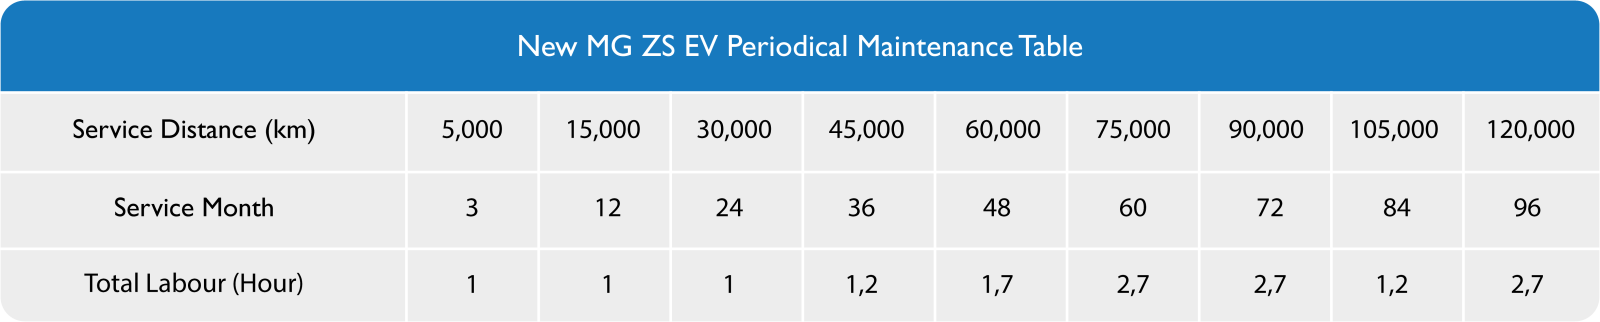 New MG ZS EV Periodical Maintenance Table
Service Distance (km) 5,000 15,000 30,000 45,000 60,000 75,000 90,000 105,000 120,000
Service Month 3 12 24 36 48 60 72 84 96
Total Labour (Hour) 1 1 1 1,2 1,7 2,7 2,7 1,2 2,7